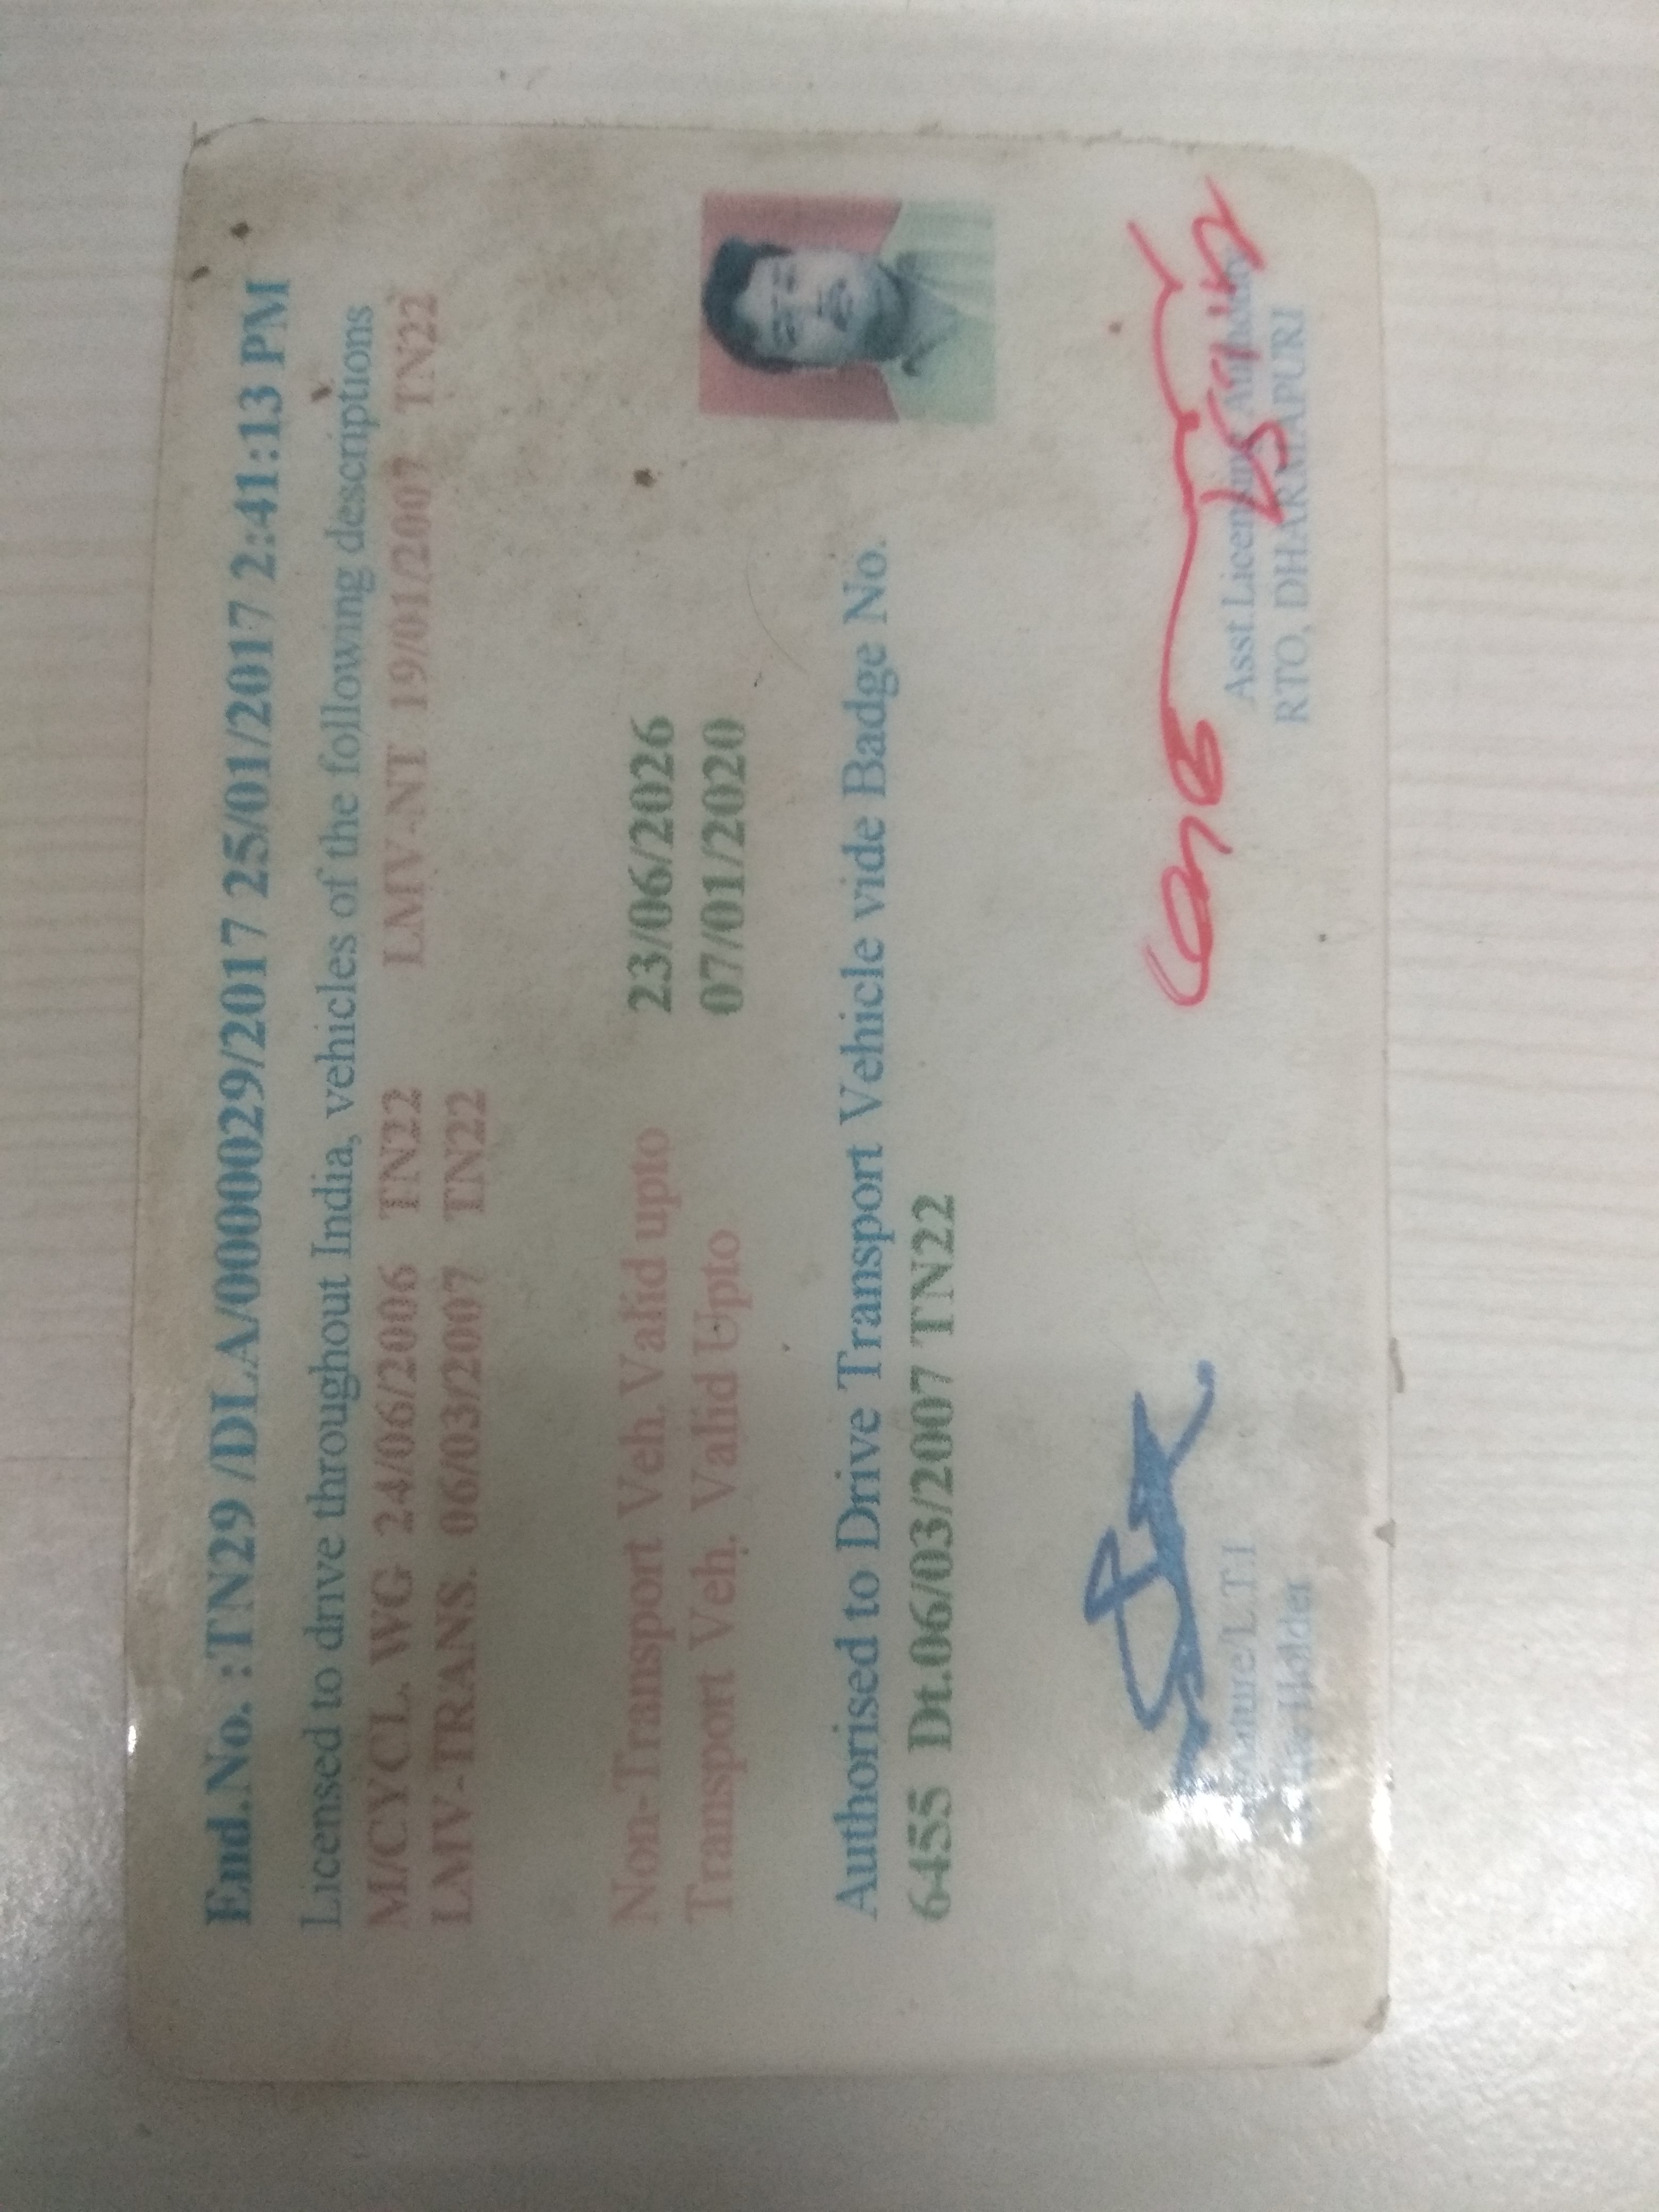 End.No. :TN29 /DLA/0000029/2017 25/01/2017 2:41:13 PM
Licensed to drive throughout India, vehicles of the following descriptions
M/CYCL. WG 24/06/2006 TN22 LMV-NT 19/01/2007 TN22
LMV-TRANS. 06/03/2007 TN22
Non-Transport Veh. Valid upto 23/06/2026
Transport Veh. Valid Upto 07/01/2020
Authorised to Drive Transport Vehicle vide Badge No.
6455 Dt.06/03/2007 TN22
Asst.Licensing Authority
RTO, DHARMAPURI
Signature/L.T.I
Holder